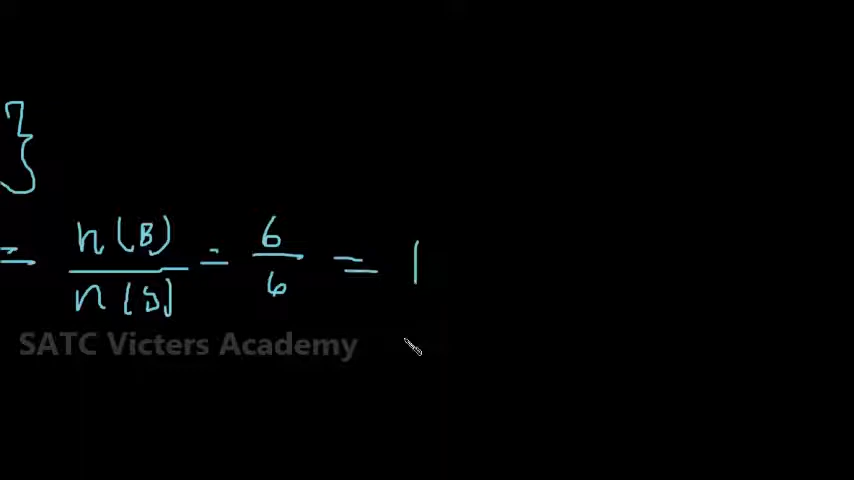 }
= n(B)/n(S) = 6/6 = 1
SATC Victers Academy